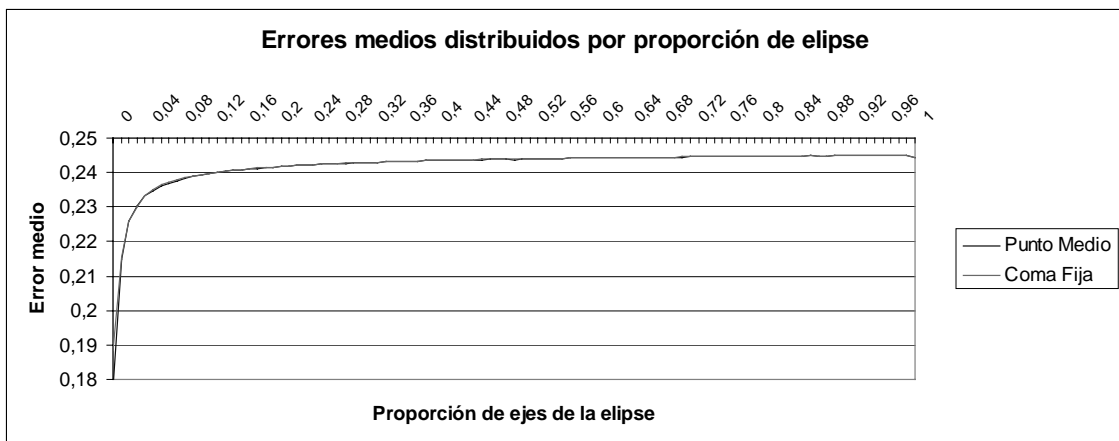 Errores medios distribuidos por proporción de elipse
0 0,04 0,08 0,12 0,16 0,2 0,24 0,28 0,32 0,36 0,4 0,44 0,48 0,52 0,56 0,6 0,64 0,68 0,72 0,76 0,8 0,84 0,88 0,92 0,96 1
0,25
0,24
0,23
0,22
0,21
0,2
0,19
0,18
Error medio
Punto Medio
Coma Fija
Proporción de ejes de la elipse